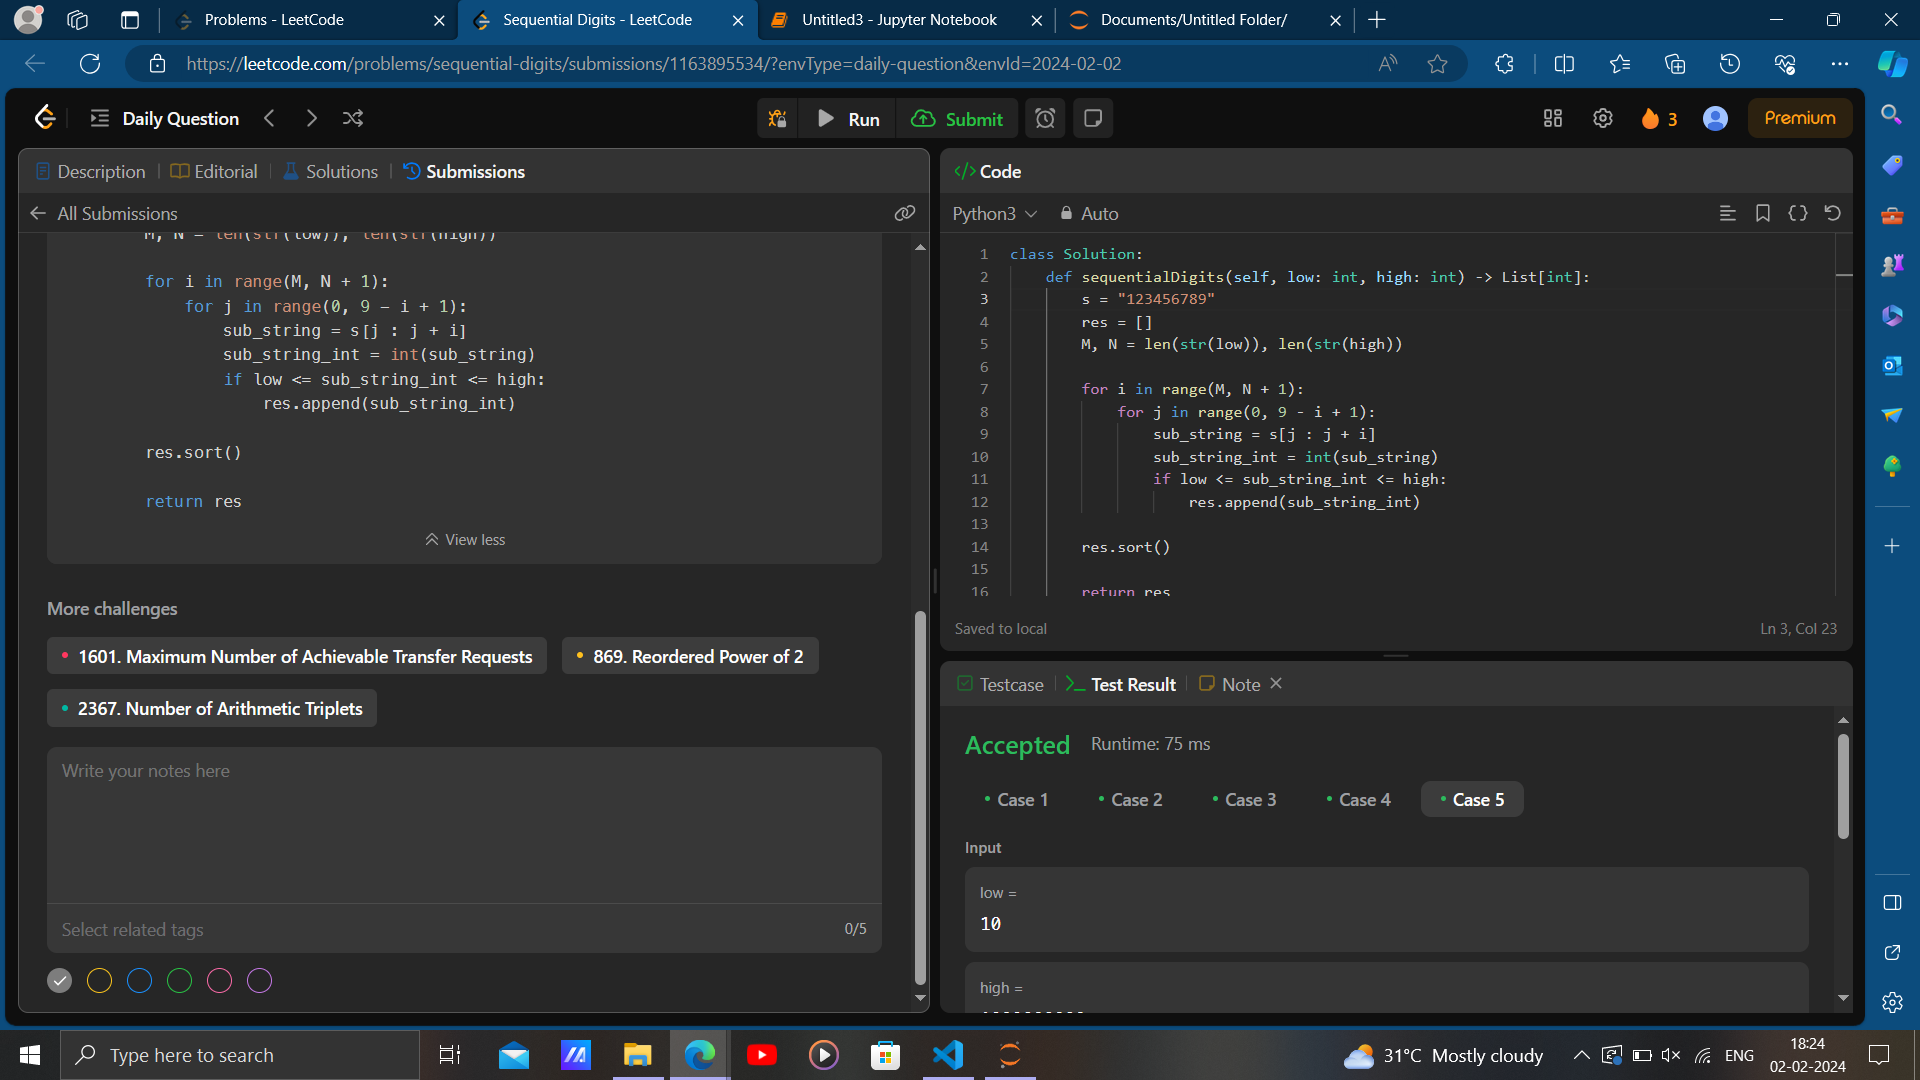 Problems - LeetCode
Sequential Digits - LeetCode
Untitled3 - Jupyter Notebook
Documents/Untitled Folder/
https://leetcode.com/problems/sequential-digits/submissions/1163895534/?envType=daily-question&envId=2024-02-02
Daily Question
Run
Submit
3
Premium
Description
Editorial
Solutions
Submissions
All Submissions
M, N = len(str(low)), len(str(high))
for i in range(M, N + 1):
for j in range(0, 9 - i + 1):
sub_string = s[j : j + i]
sub_string_int = int(sub_string)
if low <= sub_string_int <= high:
res.append(sub_string_int)
res.sort()
return res
View less
More challenges
1601. Maximum Number of Achievable Transfer Requests
869. Reordered Power of 2
2367. Number of Arithmetic Triplets
Write your notes here
Select related tags
0/5
</> Code
Python3
Auto
1 class Solution:
2 def sequentialDigits(self, low: int, high: int) -> List[int]:
3 s = "123456789"
4 res = []
5 M, N = len(str(low)), len(str(high))
6
7 for i in range(M, N + 1):
8 for j in range(0, 9 - i + 1):
9 sub_string = s[j : j + i]
10 sub_string_int = int(sub_string)
11 if low <= sub_string_int <= high:
12 res.append(sub_string_int)
13
14 res.sort()
15
16 return res
Saved to local
Ln 3, Col 23
Testcase
Test Result
Note
Accepted
Runtime: 75 ms
Case 1
Case 2
Case 3
Case 4
Case 5
Input
low =
10
high =
Type here to search
31°C Mostly cloudy
ENG
18:24
02-02-2024